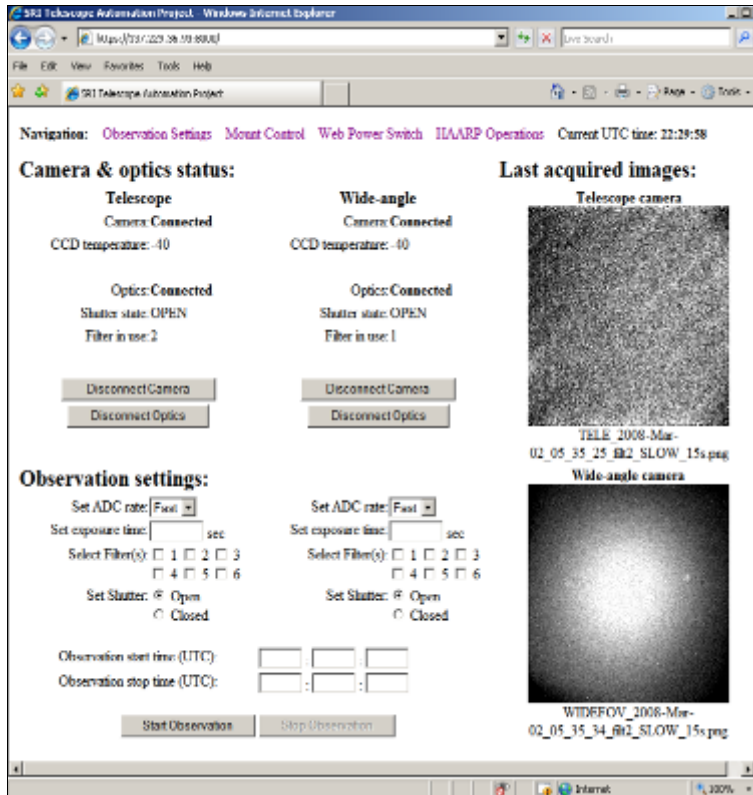 SRI Telescope Automation Project - Windows Internet Explorer
Live Search
File Edit View Favorites Tools Help
SRI Telescope Automation Project
Page Tools
Navigation: Observation Settings Mount Control Web Power Switch HAARP Operations Current UTC time: 22:29:58
Camera & optics status:
Last acquired images:
Telescope
Wide-angle
Telescope camera
Camera: Connected
Camera: Connected
CCD temperature: -40
CCD temperature: -40
Optics: Connected
Optics: Connected
Shutter state: OPEN
Shutter state: OPEN
Filter in use: 2
Filter in use: 1
Disconnect Camera
Disconnect Camera
Disconnect Optics
Disconnect Optics
TELE_2008-Mar-
02_05_35_25_filt2_SLOW_15s.png
Wide-angle camera
Observation settings:
Set ADC rate: Fast
Set ADC rate: Fast
Set exposure time: sec
Set exposure time: sec
Select Filter(s): 1 2 3
4 5 6
Select Filter(s): 1 2 3
4 5 6
Set Shutter: Open
Closed
Set Shutter: Open
Closed
Observation start time (UTC): : :
Observation stop time (UTC): : :
Start Observation
Stop Observation
WIDEFOV_2008-Mar-
02_05_35_34_filt2_SLOW_15s.png
Internet
100%